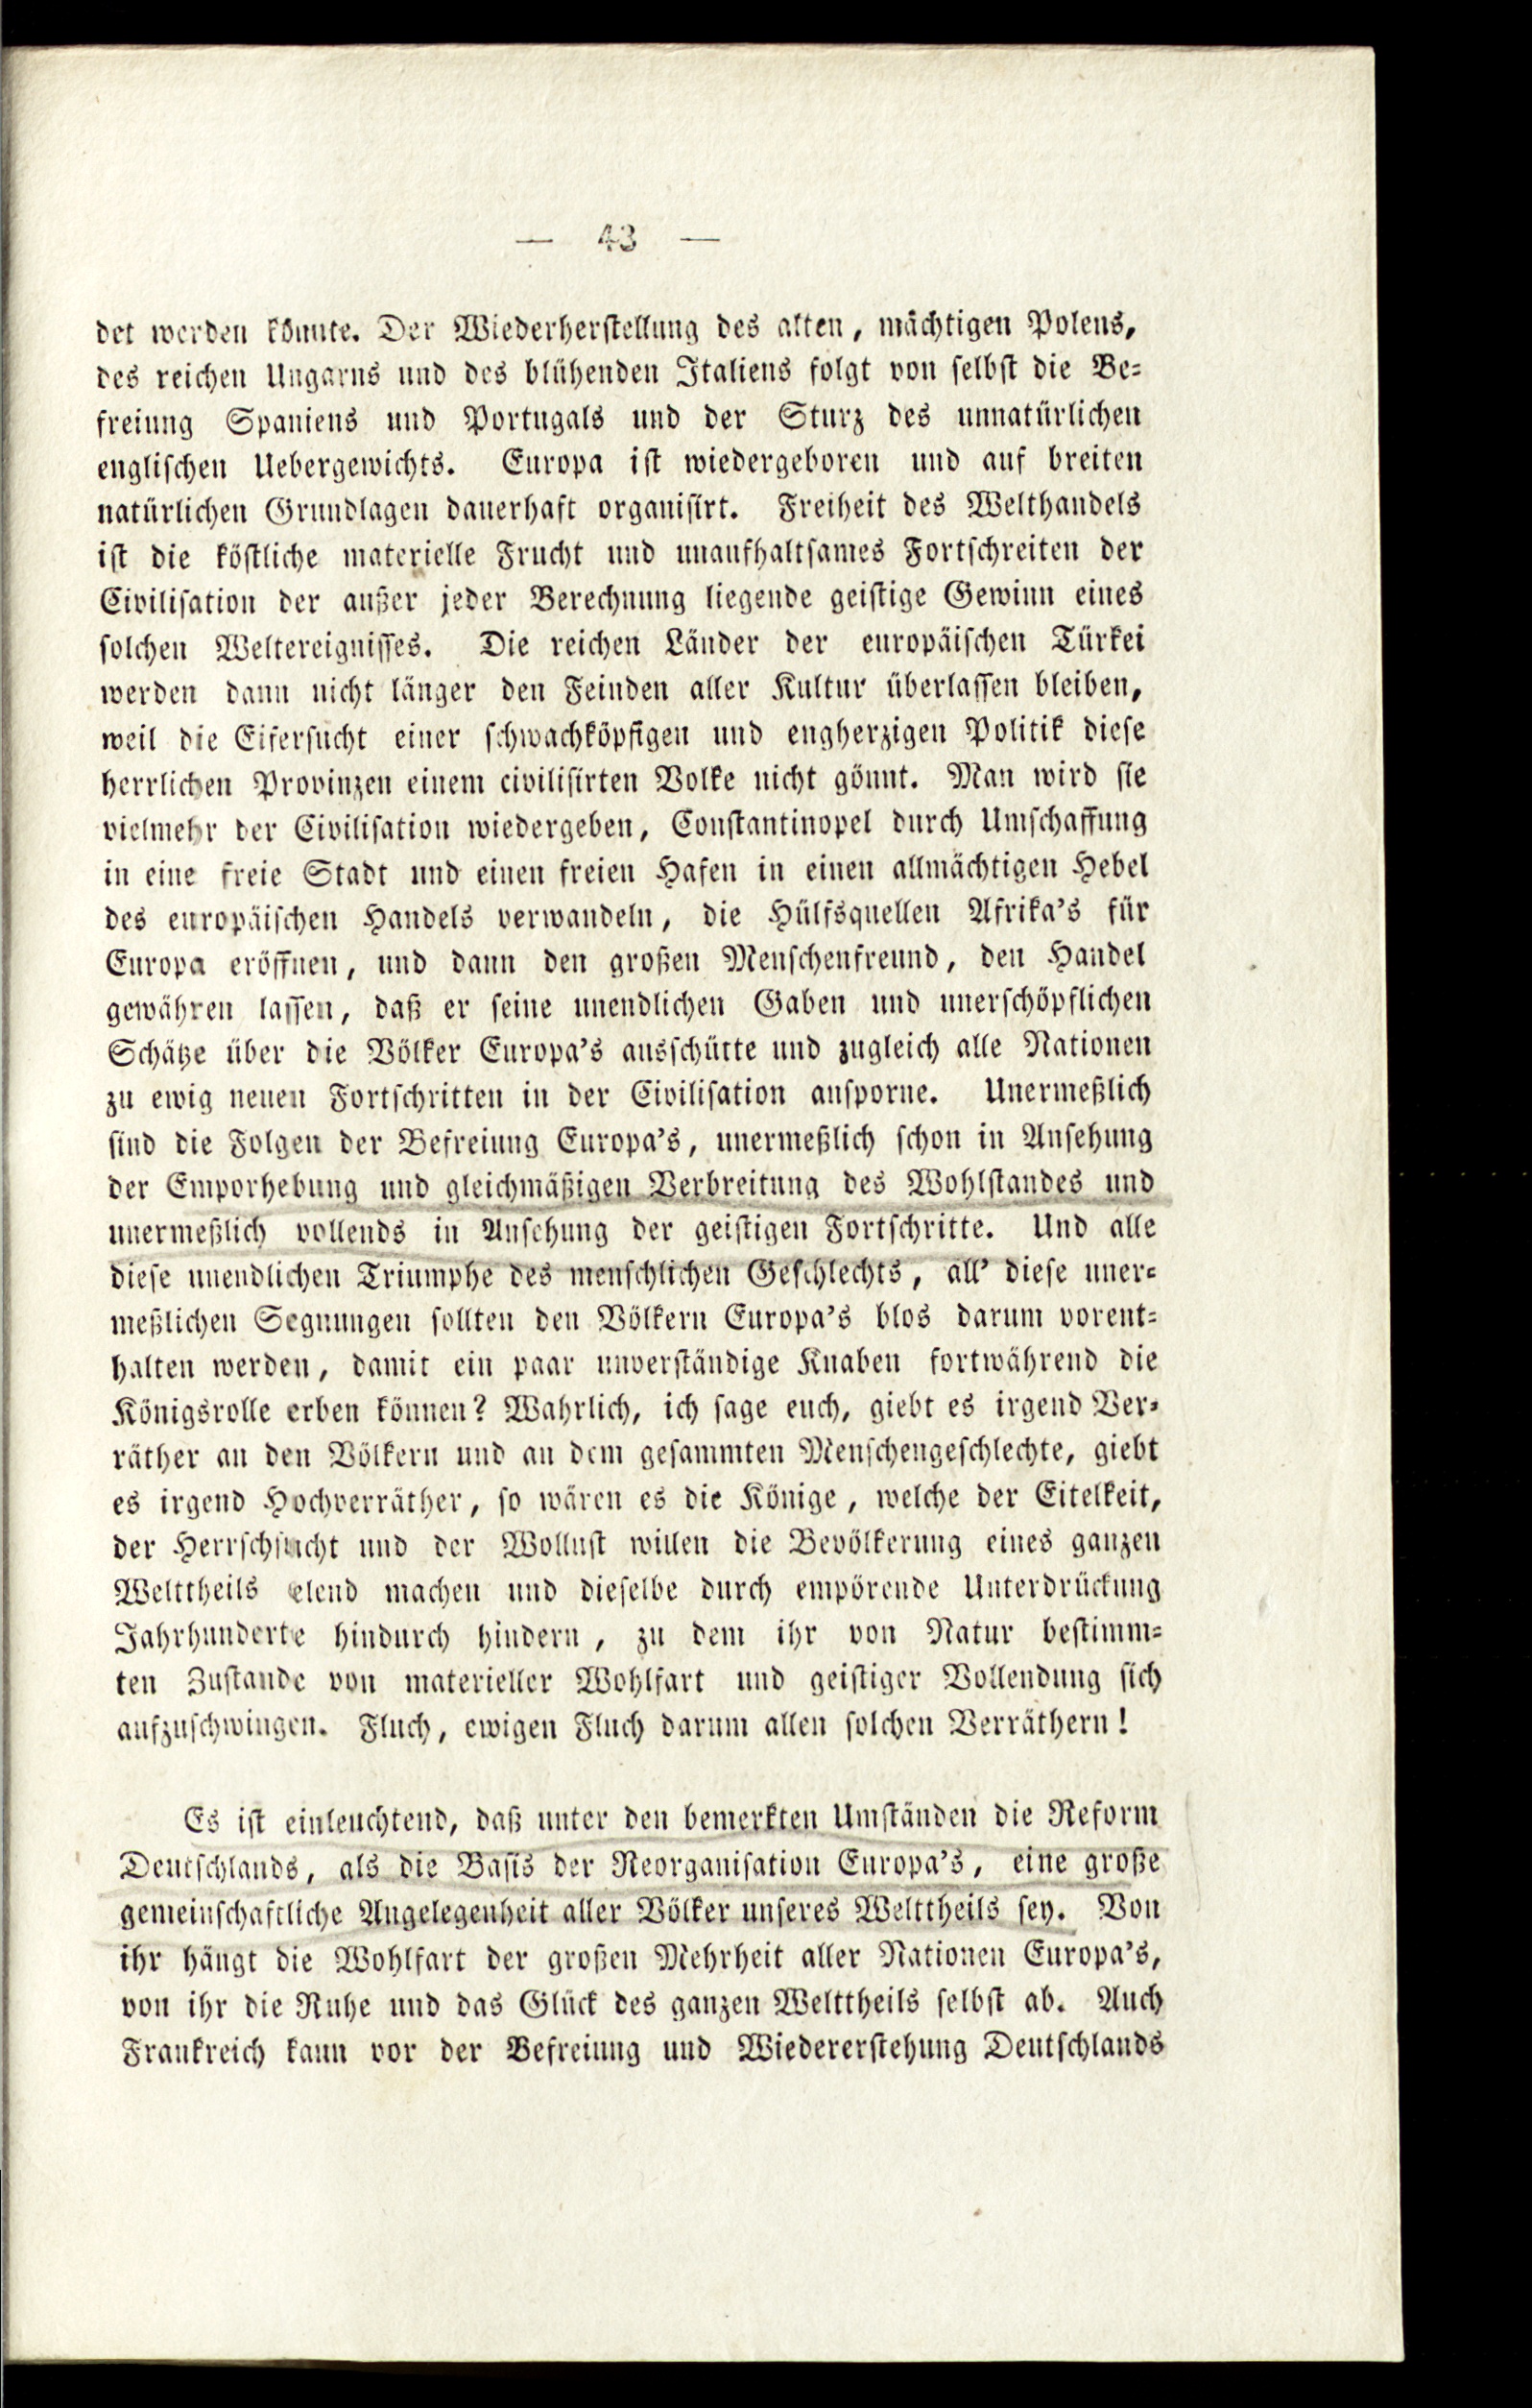 — 43 —
det werden könnte. Der Wiederherstellung des alten, mächtigen Polens,
des reichen Ungarns und des blühenden Italiens folgt von selbst die Be-
freiung Spaniens und Portugals und der Sturz des unnatürlichen
englischen Uebergewichts. Europa ist wiedergeboren und auf breiten
natürlichen Grundlagen dauerhaft organisirt. Freiheit des Welthandels
ist die köstliche materielle Frucht und unaufhaltsames Fortschreiten der
Civilisation der außer jeder Berechnung liegende geistige Gewinn eines
solchen Weltereignisses. Die reichen Länder der europäischen Türkei
werden dann nicht länger den Feinden aller Kultur überlassen bleiben,
weil die Eifersucht einer schwachköpfigen und engherzigen Politik diese
herrlichen Provinzen einem civilisirten Volke nicht gönnt. Man wird sie
vielmehr der Civilisation wiedergeben, Constantinopel durch Umschaffung
in eine freie Stadt und einen freien Hafen in einen allmächtigen Hebel
des europäischen Handels verwandeln, die Hülfsquellen Afrika's für
Europa eröffnen, und dann den großen Menschenfreund, den Handel
gewähren lassen, daß er seine unendlichen Gaben und unerschöpflichen
Schätze über die Völker Europa's ausschütte und zugleich alle Nationen
zu ewig neuen Fortschritten in der Civilisation ansporne. Unermeßlich
sind die Folgen der Befreiung Europa's, unermeßlich schon in Ansehung
der Emporhebung und gleichmäßigen Verbreitung des Wohlstandes und
unermeßlich vollends in Ansehung der geistigen Fortschritte. Und alle
diese unendlichen Triumphe des menschlichen Geschlechts, all' diese uner-
meßlichen Segnungen sollten den Völkern Europa's blos darum vorent-
halten werden, damit ein paar unverständige Knaben fortwährend die
Königsrolle erben können? Wahrlich, ich sage euch, giebt es irgend Ver-
räther an den Völkern und an dem gesammten Menschengeschlechte, giebt
es irgend Hochverräther, so wären es die Könige, welche der Eitelkeit,
der Herrschsucht und der Wollust willen die Bevölkerung eines ganzen
Welttheils elend machen und dieselbe durch empörende Unterdrückung
Jahrhunderte hindurch hindern, zu dem ihr von Natur bestimm-
ten Zustande von materieller Wohlfart und geistiger Vollendung sich
aufzuschwingen. Fluch, ewigen Fluch darum allen solchen Verräthern!
Es ist einleuchtend, daß unter den bemerkten Umständen die Reform
Deutschlands, als die Basis der Reorganisation Europa's, eine große
gemeinschaftliche Angelegenheit aller Völker unseres Welttheils sey. Von
ihr hängt die Wohlfart der großen Mehrheit aller Nationen Europa's,
von ihr die Ruhe und das Glück des ganzen Welttheils selbst ab. Auch
Frankreich kann vor der Befreiung und Wiedererstehung Deutschlands